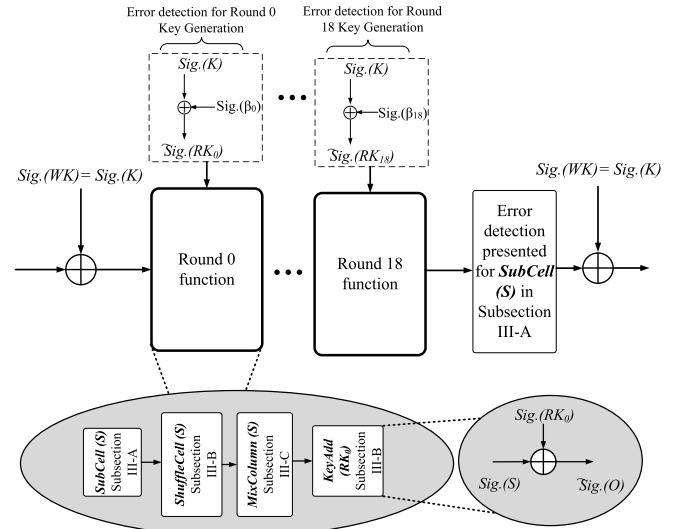 Error detection for Round 0
Key Generation
Error detection for Round
18 Key Generation
Sig.(K)
Sig.(β0)
~Sig.(RK0)
Sig.(K)
Sig.(β18)
~Sig.(RK18)
Sig.(WK)= Sig.(K)
Round 0
function
Round 18
function
Error
detection
presented
for SubCell
(S) in
Subsection
III-A
Sig.(WK)= Sig.(K)
SubCell (S)
Subsection
III-A
ShuffleCell (S)
Subsection
III-B
MixColumn (S)
Subsection
III-C
KeyAdd
(RK0)
Subsection
III-B
Sig.(RK0)
Sig.(S)
~Sig.(O)